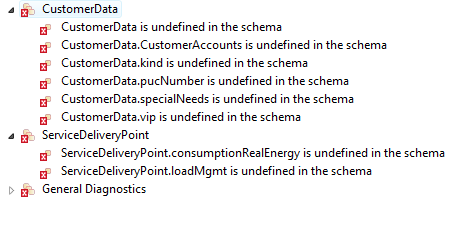 CustomerData
CustomerData is undefined in the schema
CustomerData.CustomerAccounts is undefined in the schema
CustomerData.kind is undefined in the schema
CustomerData.pucNumber is undefined in the schema
CustomerData.specialNeeds is undefined in the schema
CustomerData.vip is undefined in the schema
ServiceDeliveryPoint
ServiceDeliveryPoint.consumptionRealEnergy is undefined in the schema
ServiceDeliveryPoint.loadMgmt is undefined in the schema
General Diagnostics